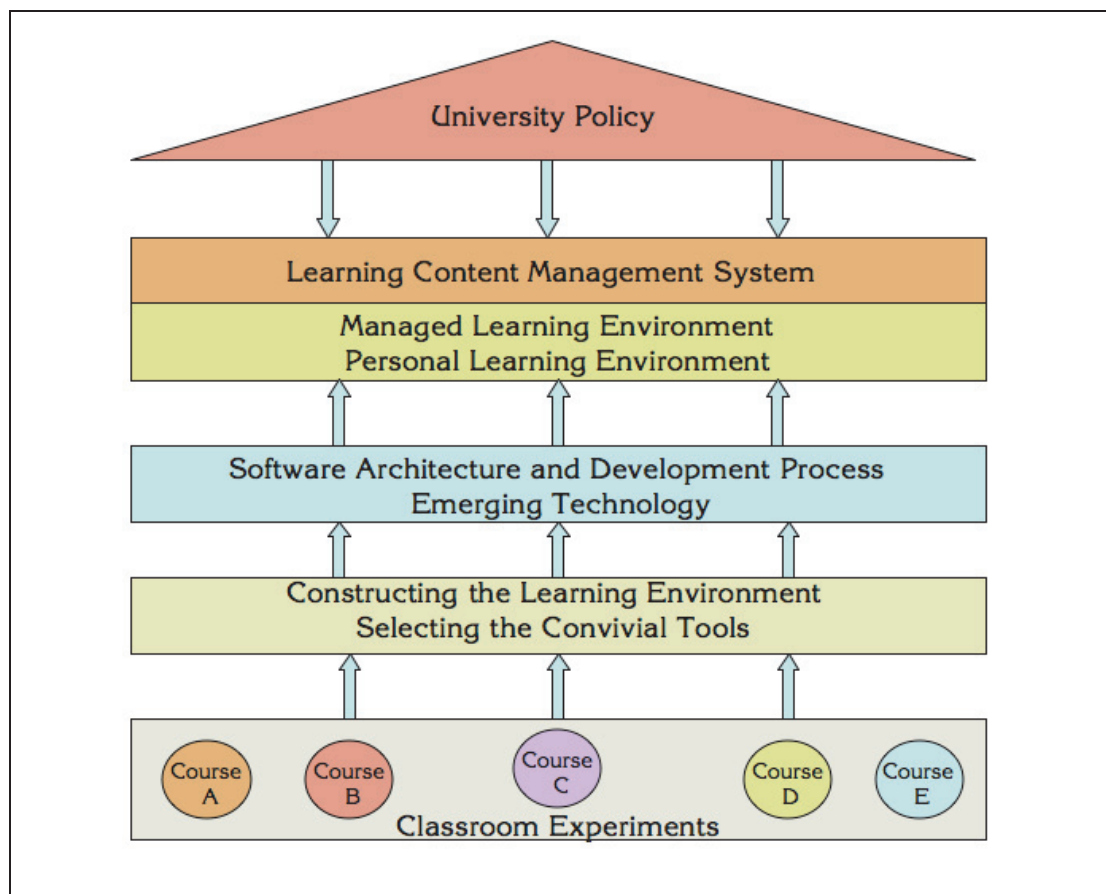 University Policy
Learning Content Management System
Managed Learning Environment
Personal Learning Environment
Software Architecture and Development Process
Emerging Technology
Constructing the Learning Environment
Selecting the Convivial Tools
Course
A
Course
B
Course
C
Course
D
Course
E
Classroom Experiments